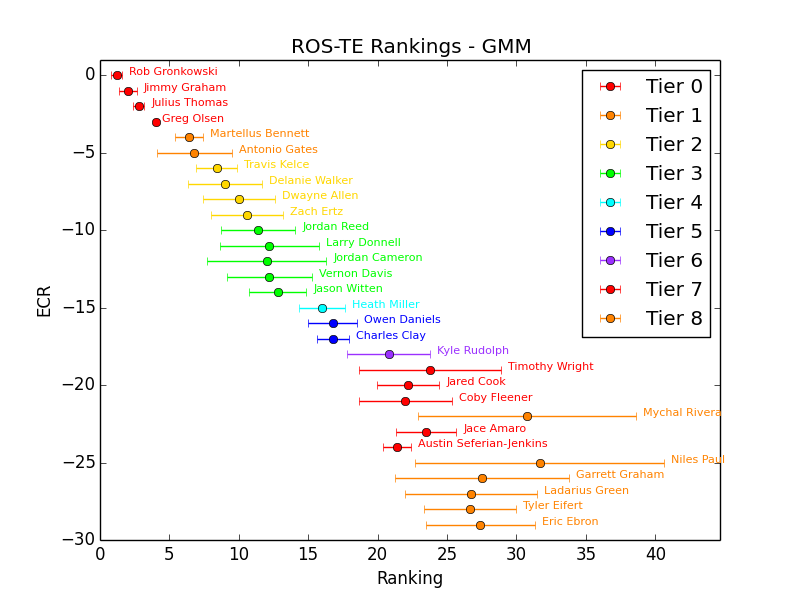 ROS-TE Rankings - GMM
0
Rob Gronkowski
Jimmy Graham
Julius Thomas
Greg Olsen
Martellus Bennett
−5
Antonio Gates
Travis Kelce
Delanie Walker
Dwayne Allen
Zach Ertz
−10
Jordan Reed
Larry Donnell
Jordan Cameron
Vernon Davis
Jason Witten
−15
Heath Miller
Owen Daniels
Charles Clay
Kyle Rudolph
Timothy Wright
−20
Jared Cook
Coby Fleener
Mychal Rivera
Jace Amaro
Austin Seferian-Jenkins
−25
Niles Paul
Garrett Graham
Ladarius Green
Tyler Eifert
Eric Ebron
−30
Tier 0
Tier 1
Tier 2
Tier 3
Tier 4
Tier 5
Tier 6
Tier 7
Tier 8
ECR
0 5 10 15 20 25 30 35 40
Ranking